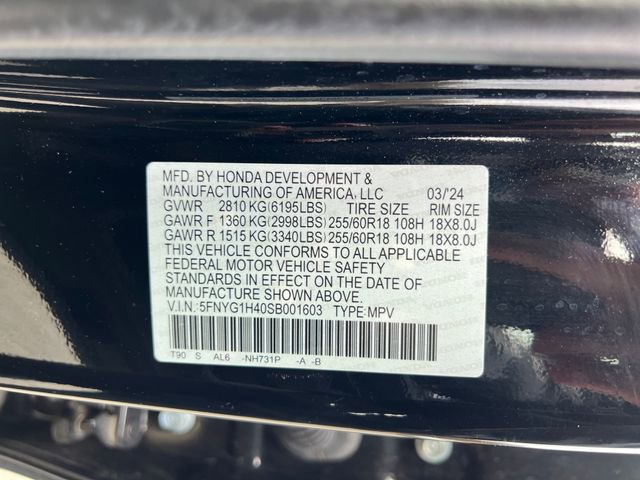 MFD. BY HONDA DEVELOPMENT &
MANUFACTURING OF AMERICA, LLC 03/'24
GVWR 2810 KG(6195LBS) TIRE SIZE RIM SIZE
GAWR F 1360 KG(2998LBS) 255/60R18 108H 18X8.0J
GAWR R 1515 KG(3340LBS) 255/60R18 108H 18X8.0J
THIS VEHICLE CONFORMS TO ALL APPLICABLE
FEDERAL MOTOR VEHICLE SAFETY
STANDARDS IN EFFECT ON THE DATE OF
MANUFACTURE SHOWN ABOVE.
V.I.N.:5FNYG1H40SB001603 TYPE:MPV
T90 S AL6 -NH731P -A -B